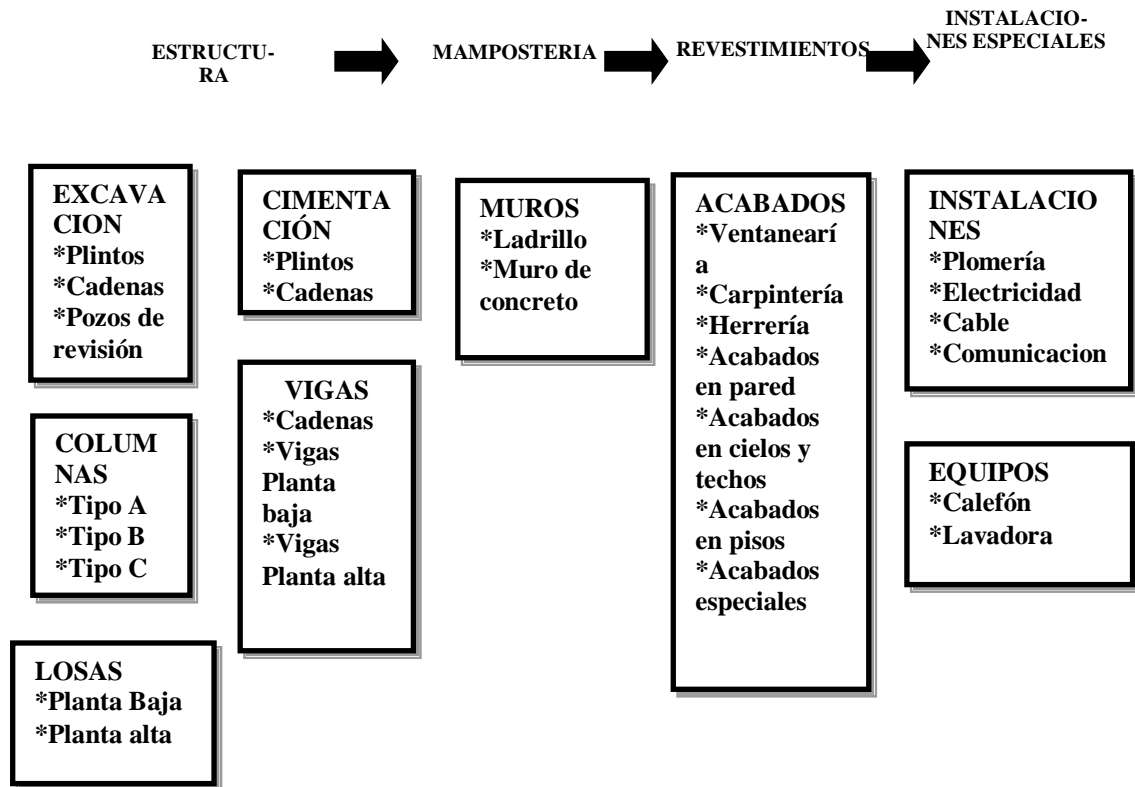 ESTRUCTU-
RA
MAMPOSTERIA
REVESTIMIENTOS
INSTALACIO-
NES ESPECIALES
EXCAVA
CION
*Plintos
*Cadenas
*Pozos de
revisión
CIMENTA
CIÓN
*Plintos
*Cadenas
MUROS
*Ladrillo
*Muro de
concreto
ACABADOS
*Ventanearí
a
*Carpintería
*Herrería
*Acabados
en pared
*Acabados
en cielos y
techos
*Acabados
en pisos
*Acabados
especiales
INSTALACIO
NES
*Plomería
*Electricidad
*Cable
*Comunicacion
VIGAS
*Cadenas
*Vigas
Planta
baja
*Vigas
Planta alta
COLUM
NAS
*Tipo A
*Tipo B
*Tipo C
EQUIPOS
*Calefón
*Lavadora
LOSAS
*Planta Baja
*Planta alta